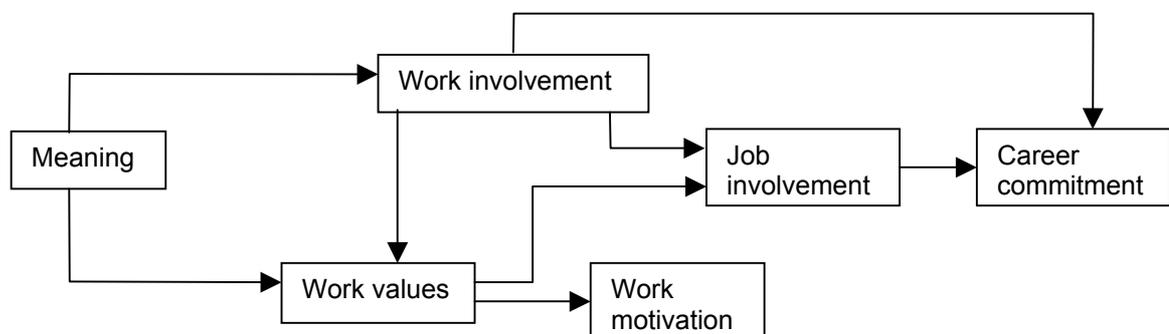 Work involvement
Meaning
Job
involvement
Career
commitment
Work values
Work
motivation